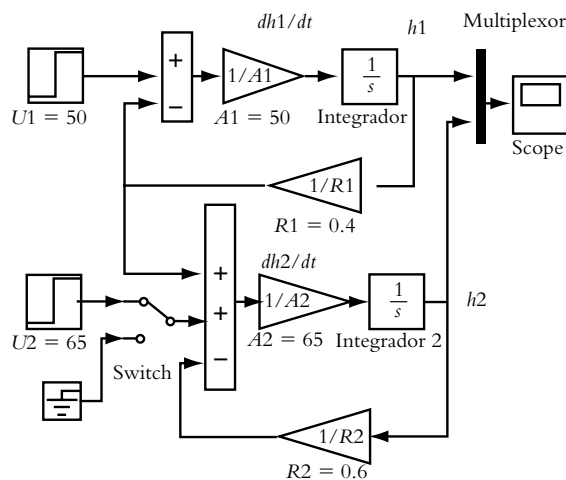 dh1/dt
h1
Multiplexor
+
−
1/A1
1
s
U1 = 50
A1 = 50
Integrador
Scope
1/R1
R1 = 0.4
dh2/dt
+
+
−
1/A2
1
s
h2
U2 = 65
A2 = 65
Integrador 2
Switch
1/R2
R2 = 0.6